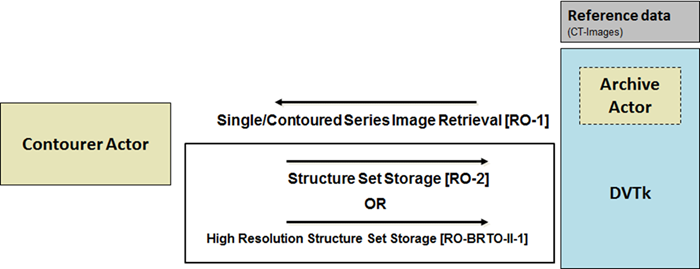 Reference data
(CT-Images)
Archive
Actor
Single/Contoured Series Image Retrieval [RO-1]
Contourer Actor
Structure Set Storage [RO-2]
OR
High Resolution Structure Set Storage [RO-BRTO-II-1]
DVTk